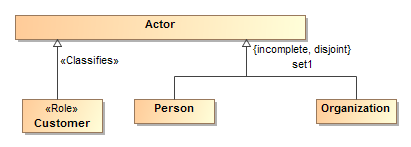 Actor
«Classifies»
{incomplete, disjoint}
set1
«Role»
Customer
Person
Organization